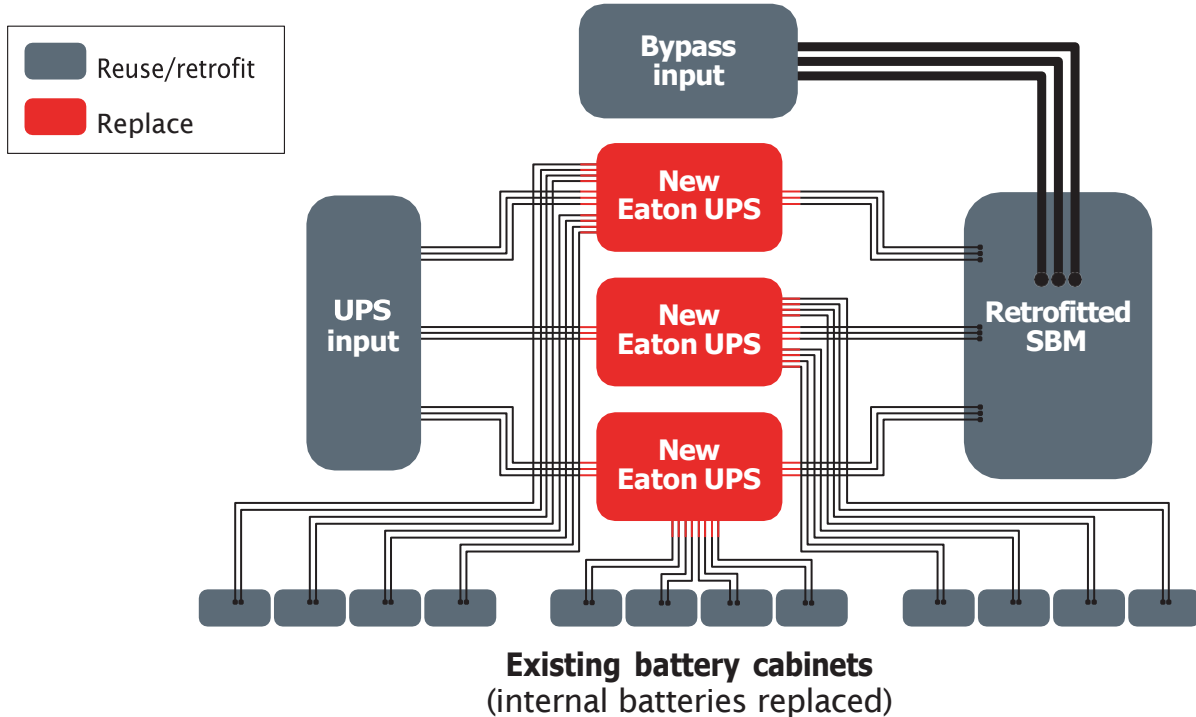 Reuse/retrofit
Replace
Bypass
input
New
Eaton UPS
UPS
input
New
Eaton UPS
Retrofitted
SBM
New
Eaton UPS
Existing battery cabinets
(internal batteries replaced)